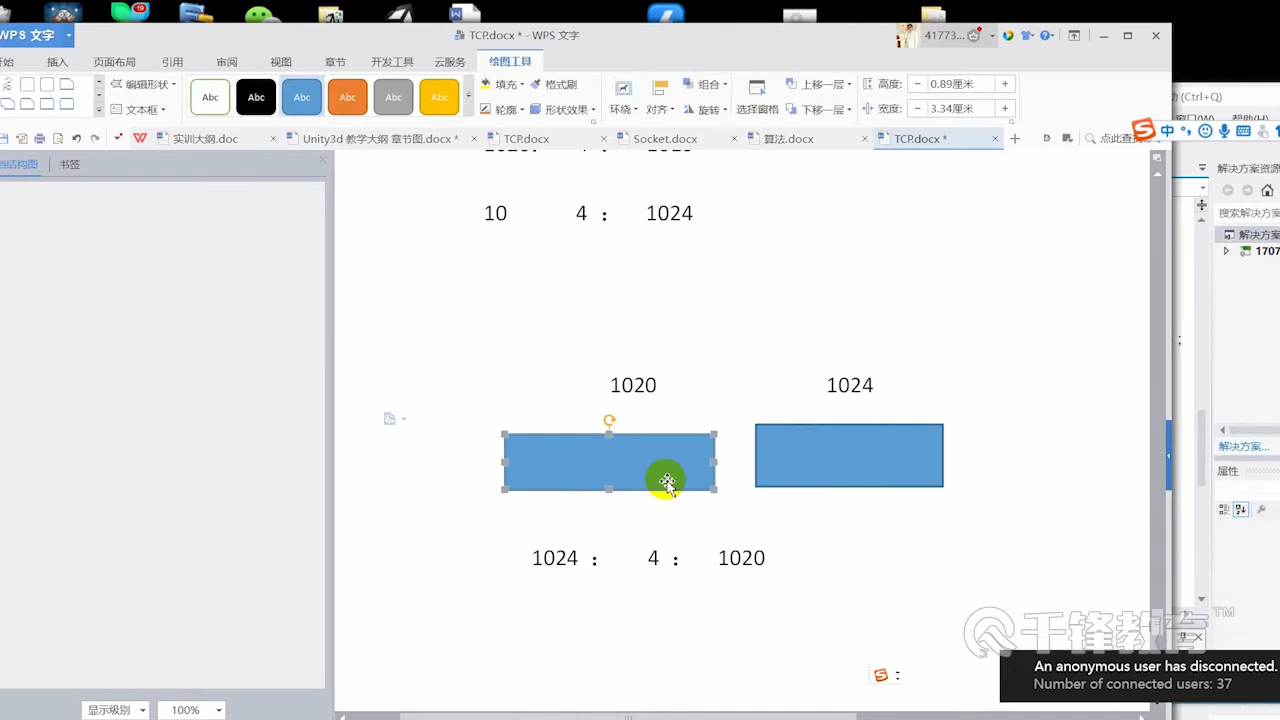 WPS 文字
TCP.docx * - WPS 文字
41773...
插入 页面布局 引用 审阅 视图 章节 开发工具 云服务 绘图工具
编辑形状
文本框
Abc Abc Abc Abc Abc Abc
填充 格式刷
轮廓 形状效果
环绕 对齐
组合
旋转
选择窗格
上移一层
下移一层
高度: - 0.89厘米 +
宽度: - 3.34厘米 +
实训大纲.doc × Unity3d 教学大纲 章节图.doc × TCP.docx × Socket.docx × 算法.docx × TCP.docx * × +
点此查找
(Ctrl+Q)
中
书签
解决方案资源
搜索解决方案
解决方案
1707
10 4 : 1024
1020 1024
1024 : 4 : 1020
解决方案...
属性
千锋教育 TM
An anonymous user has disconnected.
Number of connected users: 37
显示级别 100%